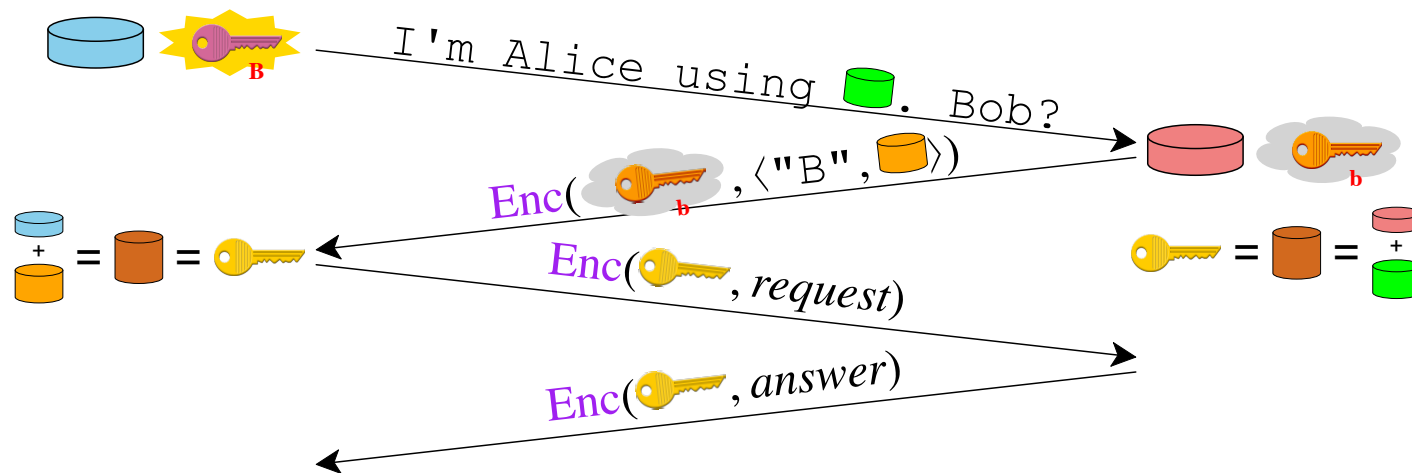 I'm Alice using . Bob?
B
Enc( , ⟨"B", ⟩)
b
b
+ = =
= = +
Enc( , request)
Enc( , answer)